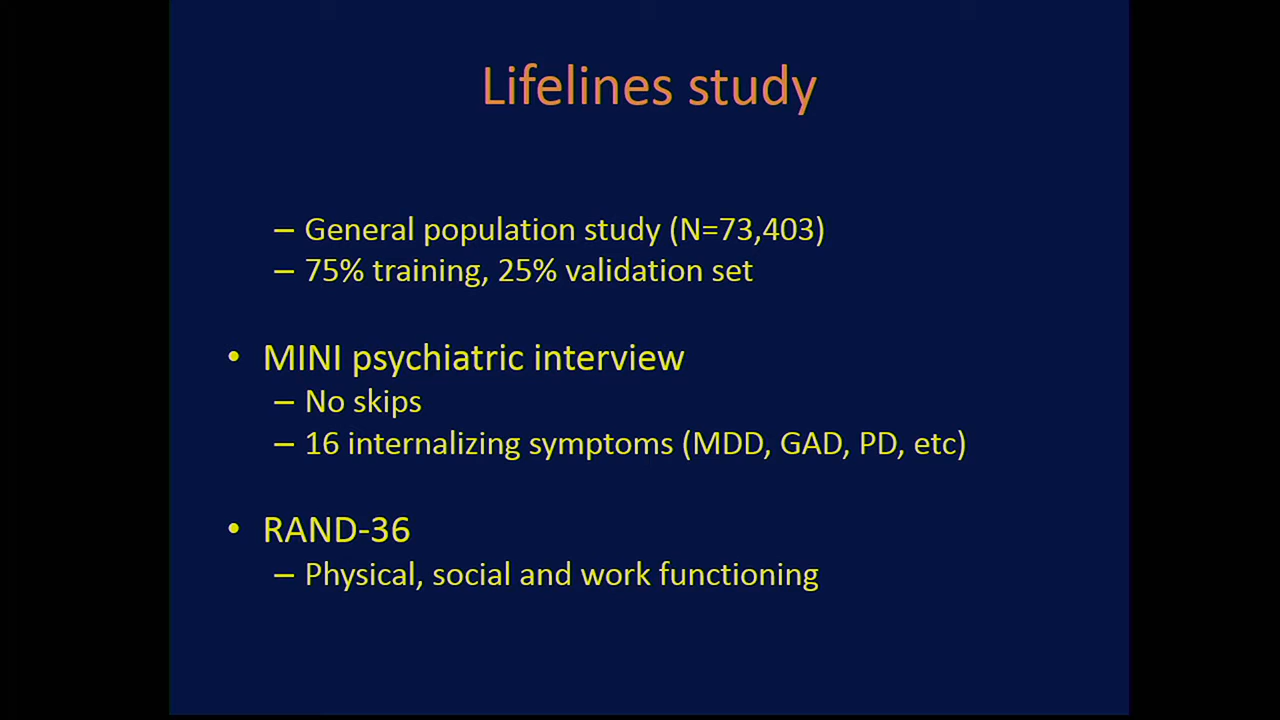 Lifelines study
– General population study (N=73,403)
– 75% training, 25% validation set
• MINI psychiatric interview
– No skips
– 16 internalizing symptoms (MDD, GAD, PD, etc)
• RAND-36
– Physical, social and work functioning